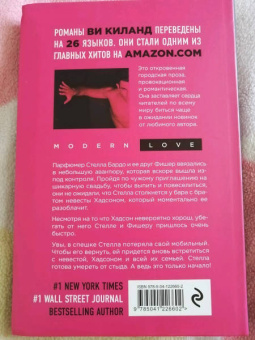 РОМАНЫ ВИ КИЛАНД ПЕРЕВЕДЕНЫ
НА 26 ЯЗЫКОВ. ОНИ СТАЛИ ОДНИМ ИЗ
ГЛАВНЫХ ХИТОВ НА AMAZON.COM
Это откровенная
городская проза,
провокационная
и романтическая.
Она заставляет сердца
читателей по всему
миру биться чаще
в ожидании новинок
от любимого автора.
MODERN LOVE
Парфюмер Стелла Бардо и ее друг Фишер ввязались
в небольшую авантюру, которая вскоре вышла
из-под контроля. Пройдя по чужому приглашению на
шикарную свадьбу, чтобы выпить и повеселиться,
они не ожидали, что Стелла столкнется у бара с бра-
том невесты Хадсоном, который моментально ее
разоблачит.
Несмотря на то что Хадсон невероятно хорош, убе-
гать от него Стелле и Фишеру пришлось очень
быстро.
Увы, в спешке Стелла потеряла свой мобильный.
Чтобы его вернуть, ей придется вновь встретиться
с невестой, Хадсоном и всей их семьей. Стелла
готова умереть от стыда. А ведь это только начало!
#1 NEW YORK TIMES
#1 WALL STREET JOURNAL
BESTSELLING AUTHOR
9785041226602